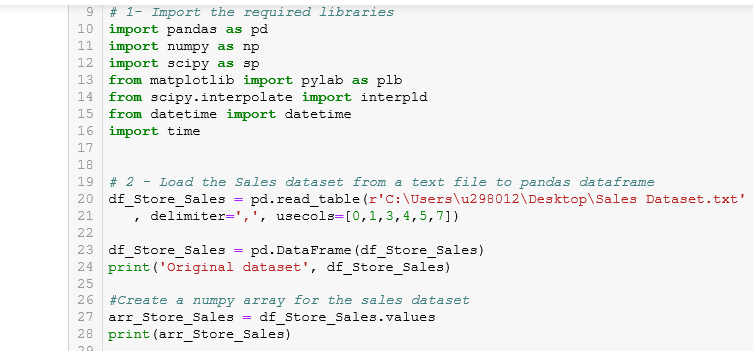 9 # 1- Import the required libraries
10 import pandas as pd
11 import numpy as np
12 import scipy as sp
13 from matplotlib import pylab as plb
14 from scipy.interpolate import interp1d
15 from datetime import datetime
16 import time
17
18
19 # 2 - Load the Sales dataset from a text file to pandas dataframe
20 df_Store_Sales = pd.read_table(r'C:\Users\u298012\Desktop\Sales Dataset.txt'
21    , delimiter=',', usecols=[0,1,3,4,5,7])
22
23 df_Store_Sales = pd.DataFrame(df_Store_Sales)
24 print('Original dataset', df_Store_Sales)
25
26 #Create a numpy array for the sales dataset
27 arr_Store_Sales = df_Store_Sales.values
28 print(arr_Store_Sales)
29